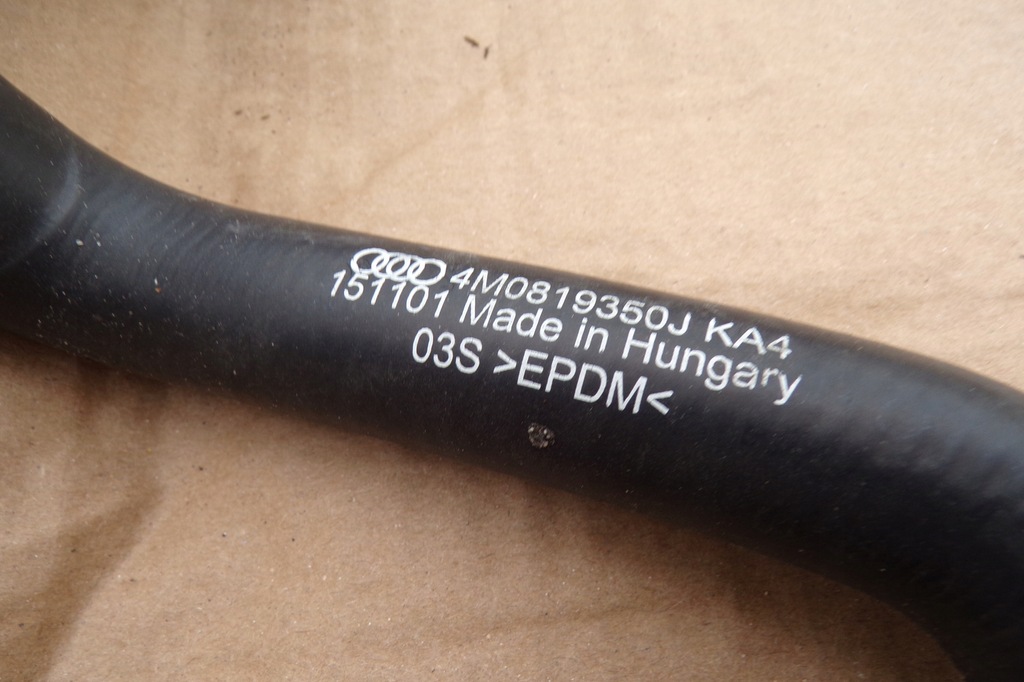 4M0819350J KA4
151101 Made in Hungary
03S >EPDM<